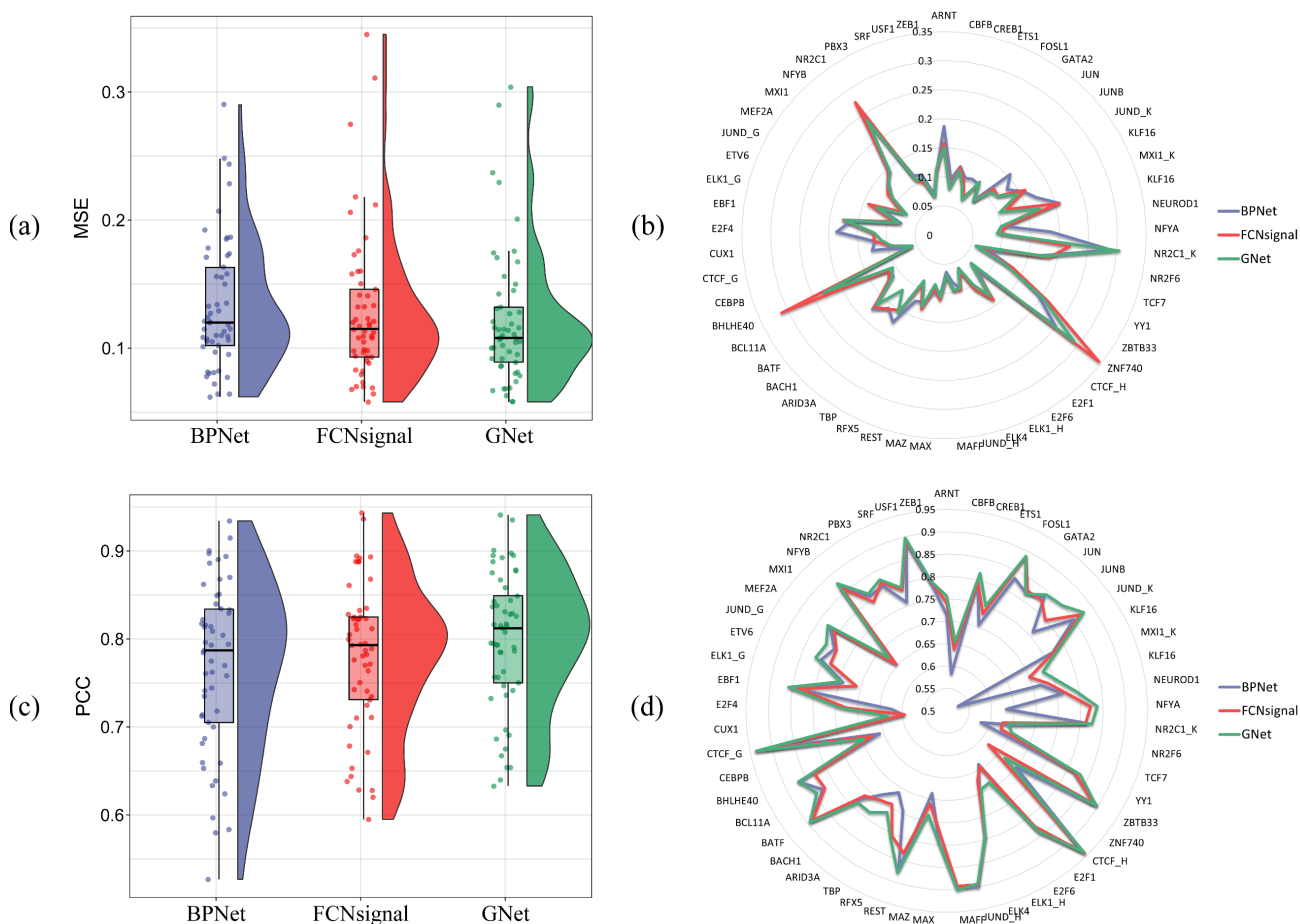 (a)
MSE
0.3
0.2
0.1
BPNet
FCNsignal
GNet
(b)
ARNT
CBFB
CREB1
ETS1
FOSL1
GATA2
JUN
JUNB
JUND_K
KLF16
MXI1_K
KLF16
NEUROD1
NFYA
NR2C1_K
NR2F6
TCF7
YY1
ZBTB33
ZNF740
CTCF_H
E2F1
E2F6
ELK1_H
ELK4
JUND_H
MAFF
MAX
MAZ
REST
RFX5
TBP
ARID3A
BACH1
BATF
BCL11A
BHLHE40
CEBPB
CTCF_G
CUX1
E2F4
EBF1
ELK1_G
ETV6
JUND_G
MEF2A
MXI1
NFYB
NR2C1
PBX3
SRF
USF1
ZEB1
0.35
0.3
0.25
0.2
0.15
0.1
0.05
0
BPNet
FCNsignal
GNet
(c)
PCC
0.9
0.8
0.7
0.6
BPNet
FCNsignal
GNet
(d)
ARNT
CBFB
CREB1
ETS1
FOSL1
GATA2
JUN
JUNB
JUND_K
KLF16
MXI1_K
KLF16
NEUROD1
NFYA
NR2C1_K
NR2F6
TCF7
YY1
ZBTB33
ZNF740
CTCF_H
E2F1
E2F6
ELK1_H
ELK4
JUND_H
MAFF
MAX
MAZ
REST
RFX5
TBP
ARID3A
BACH1
BATF
BCL11A
BHLHE40
CEBPB
CTCF_G
CUX1
E2F4
EBF1
ELK1_G
ETV6
JUND_G
MEF2A
MXI1
NFYB
NR2C1
PBX3
SRF
USF1
ZEB1
0.95
0.9
0.85
0.8
0.75
0.7
0.65
0.6
0.55
0.5
BPNet
FCNsignal
GNet